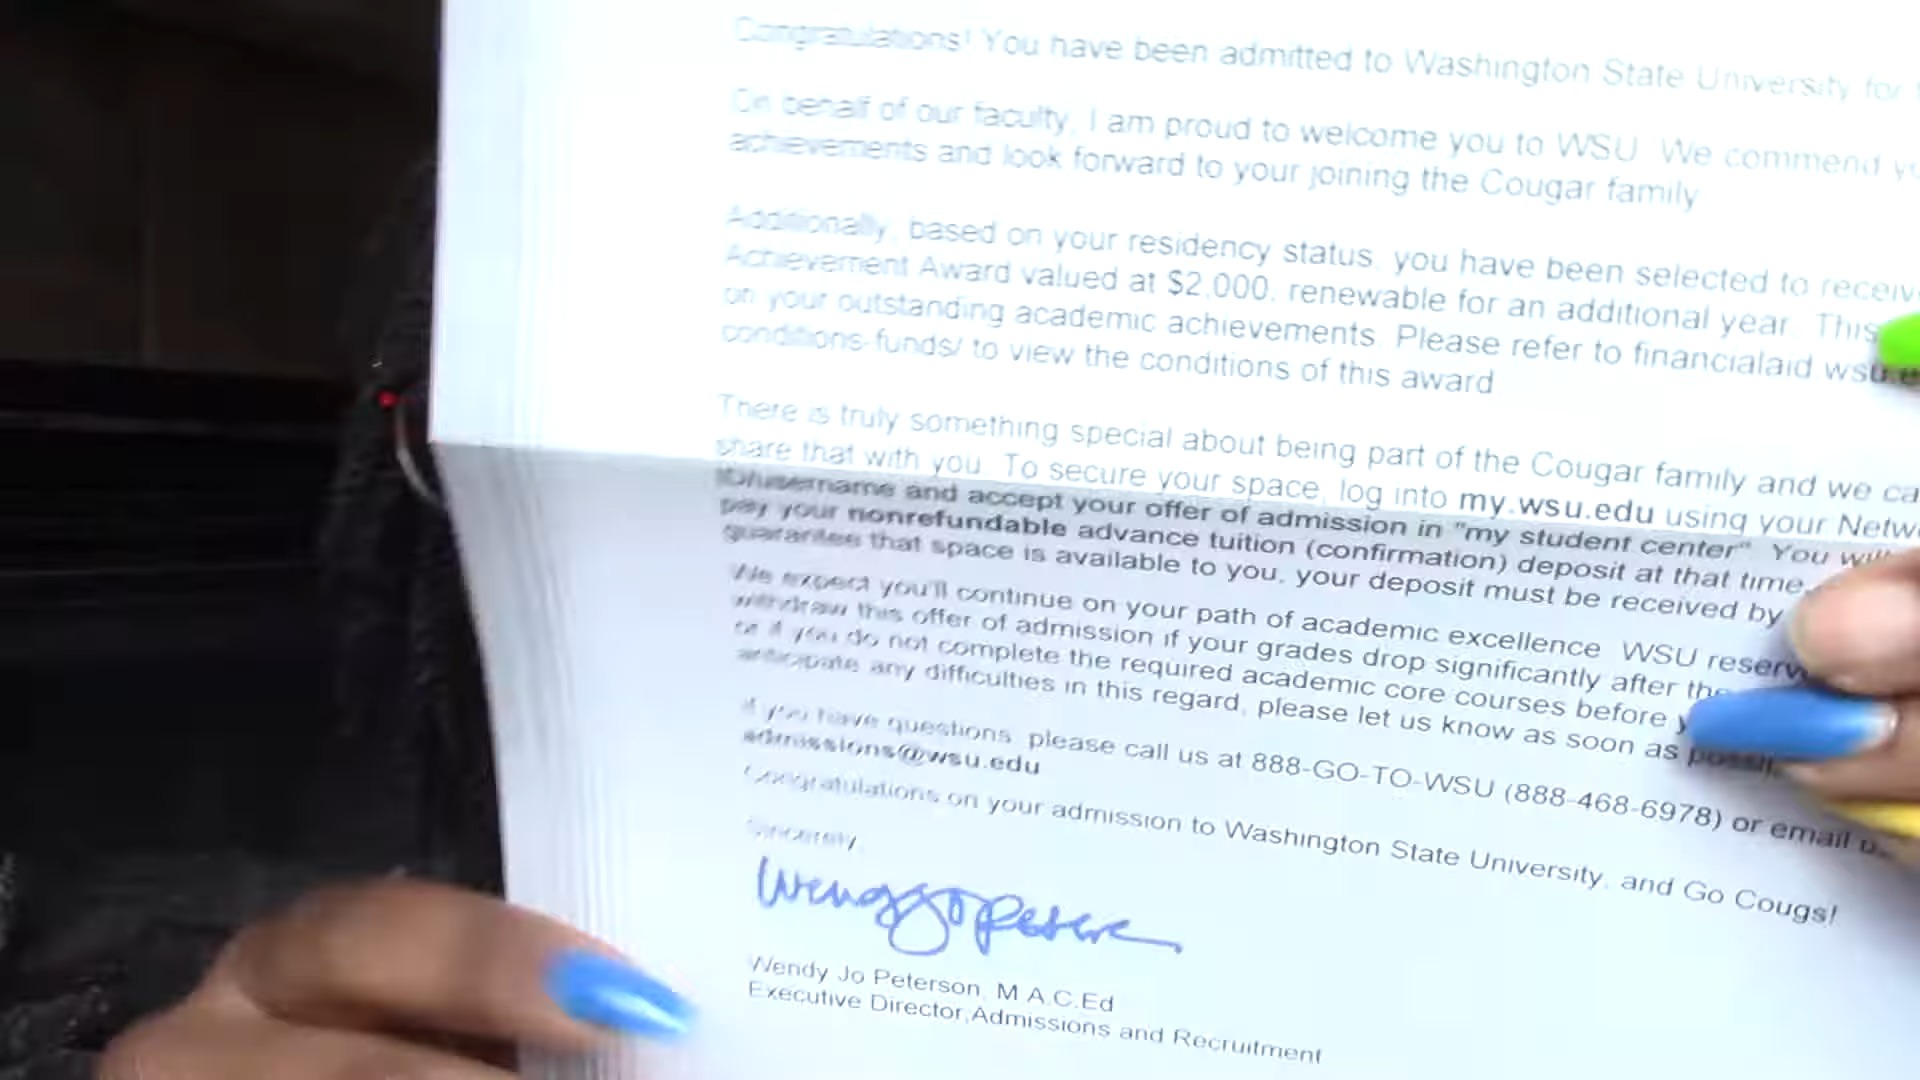 Congratulations! You have been admitted to Washington State University for
On behalf of our faculty, I am proud to welcome you to WSU. We commend
achievements and look forward to your joining the Cougar family
Additionally, based on your residency status, you have been selected to receive
Achievement Award valued at $2,000, renewable for an additional year. This
on your outstanding academic achievements. Please refer to financialaid.wsu.e
conditions-funds/ to view the conditions of this award
There is truly something special about being part of the Cougar family and we ca
share that with you. To secure your space, log into my.wsu.edu using your Netw
ID/username and accept your offer of admission in "my student center". You
pay your nonrefundable advance tuition (confirmation) deposit at that time.
guarantee that space is available to you, your deposit must be received by
We expect you'll continue on your path of academic excellence. WSU reserv
withdraw this offer of admission if your grades drop significantly after
or if you do not complete the required academic core courses before
anticipate any difficulties in this regard, please let us know as soon as possi
If you have questions, please call us at 888-GO-TO-WSU (888-468-6978) or email
admissions@wsu.edu
Congratulations on your admission to Washington State University, and Go Cougs!
Sincerely,
Wendy Jo Peterson, M.A.C.Ed
Executive Director, Admissions and Recruitment